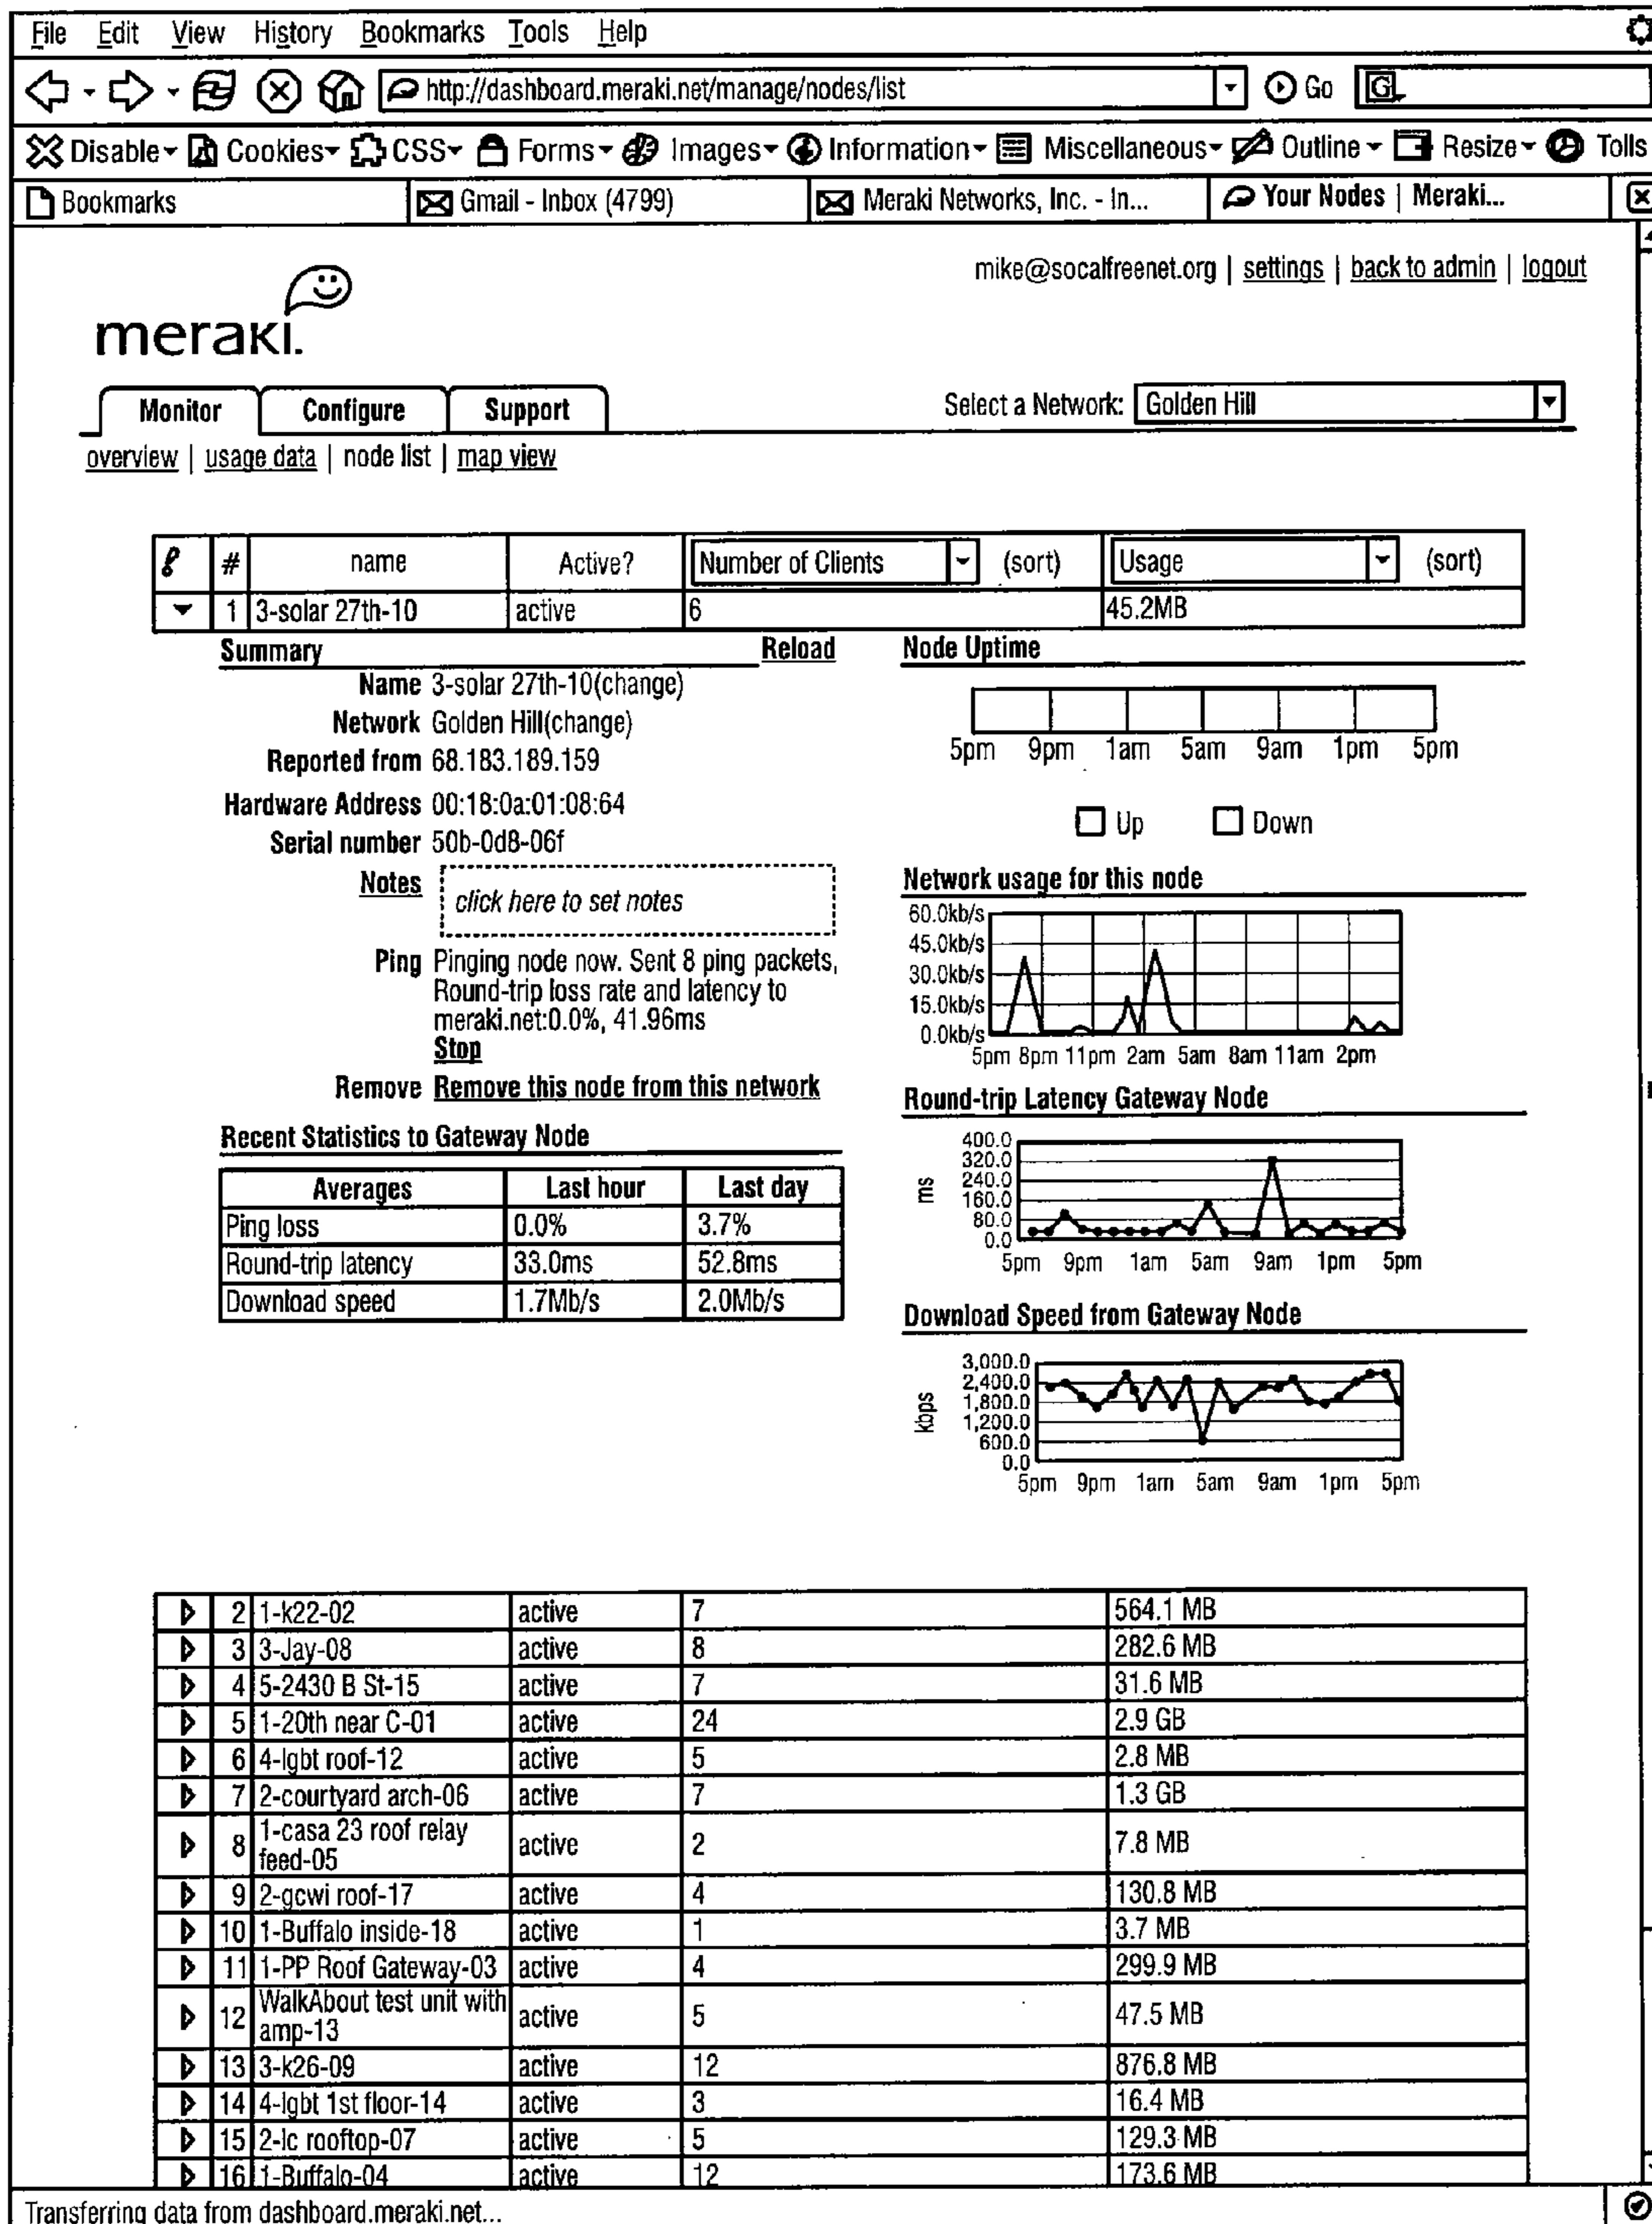 File Edit View History Bookmarks Tools Help
http://dashboard.meraki.net/manage/nodes/list Go G
Disable Cookies CSS Forms Images Information Miscellaneous Outline Resize Tolls
Bookmarks Gmail - Inbox (4799) Meraki Networks, Inc. - In... Your Nodes | Meraki...
mike@socalfreenet.org | settings | back to admin | logout
meraki.
Monitor Configure Support Select a Network: Golden Hill
overview | usage data | node list | map view
# name Active? Number of Clients (sort) Usage (sort)
1 3-solar 27th-10 active 6 45.2MB
Summary Reload
Name 3-solar 27th-10(change)
Network Golden Hill(change)
Reported from 68.183.189.159
Hardware Address 00:18:0a:01:08:64
Serial number 50b-0d8-06f
Notes click here to set notes
Ping Pinging node now. Sent 8 ping packets,
Round-trip loss rate and latency to
meraki.net:0.0%, 41.96ms
Stop
Remove Remove this node from this network
Recent Statistics to Gateway Node
Averages Last hour Last day
Ping loss 0.0% 3.7%
Round-trip latency 33.0ms 52.8ms
Download speed 1.7Mb/s 2.0Mb/s
Node Uptime
5pm 9pm 1am 5am 9am 1pm 5pm
Up Down
Network usage for this node
60.0kb/s
45.0kb/s
30.0kb/s
15.0kb/s
0.0kb/s
5pm 8pm 11pm 2am 5am 8am 11am 2pm
Round-trip Latency Gateway Node
ms
400.0
320.0
240.0
160.0
80.0
0.0
5pm 9pm 1am 5am 9am 1pm 5pm
Download Speed from Gateway Node
kbps
3,000.0
2,400.0
1,800.0
1,200.0
600.0
0.0
5pm 9pm 1am 5am 9am 1pm 5pm
2 1-k22-02 active 7 564.1 MB
3 3-Jay-08 active 8 282.6 MB
4 5-2430 B St-15 active 7 31.6 MB
5 1-20th near C-01 active 24 2.9 GB
6 4-lgbt roof-12 active 5 2.8 MB
7 2-courtyard arch-06 active 7 1.3 GB
8 1-casa 23 roof relay
feed-05 active 2 7.8 MB
9 2-gcwi roof-17 active 4 130.8 MB
10 1-Buffalo inside-18 active 1 3.7 MB
11 1-PP Roof Gateway-03 active 4 299.9 MB
12 WalkAbout test unit with
amp-13 active 5 47.5 MB
13 3-k26-09 active 12 876.8 MB
14 4-lgbt 1st floor-14 active 3 16.4 MB
15 2-lc rooftop-07 active 5 129.3 MB
16 1-Buffalo-04 active 12 173.6 MB
Transferring data from dashboard.meraki.net...